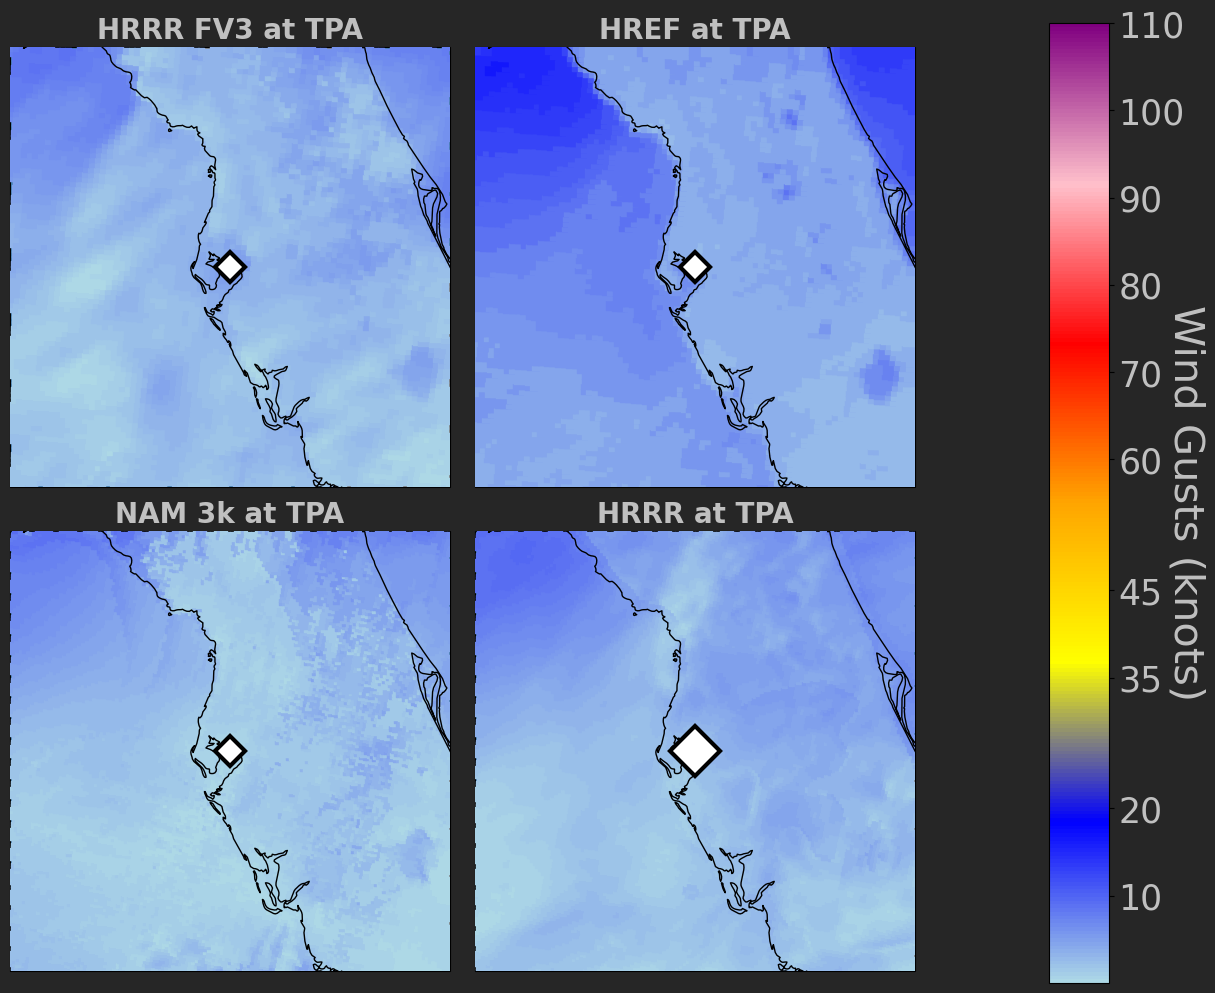 HRRR FV3 at TPA
HREF at TPA
NAM 3k at TPA
HRRR at TPA
110
100
90
80
70
60
45
35
20
10
Wind Gusts (knots)